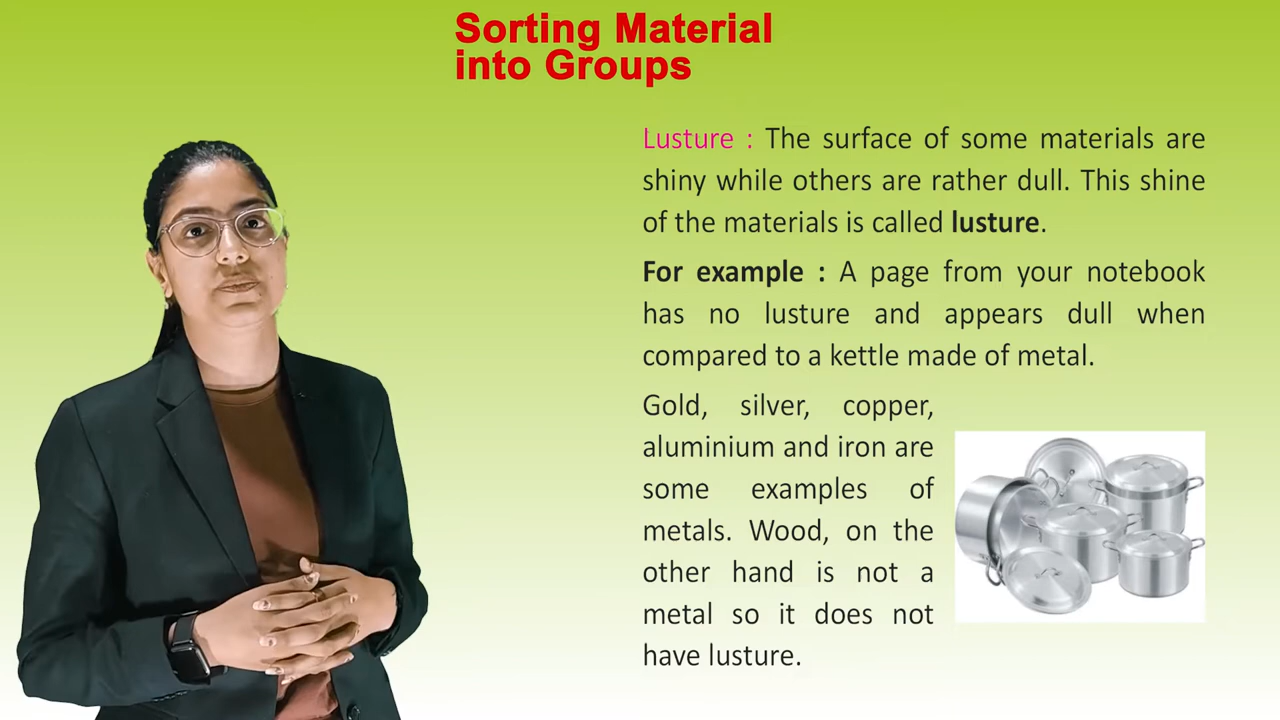 Sorting Material
into Groups
Lusture : The surface of some materials are
shiny while others are rather dull. This shine
of the materials is called lusture.
For example : A page from your notebook
has no lusture and appears dull when
compared to a kettle made of metal.
Gold, silver, copper,
aluminium and iron are
some examples of
metals. Wood, on the
other hand is not a
metal so it does not
have lusture.